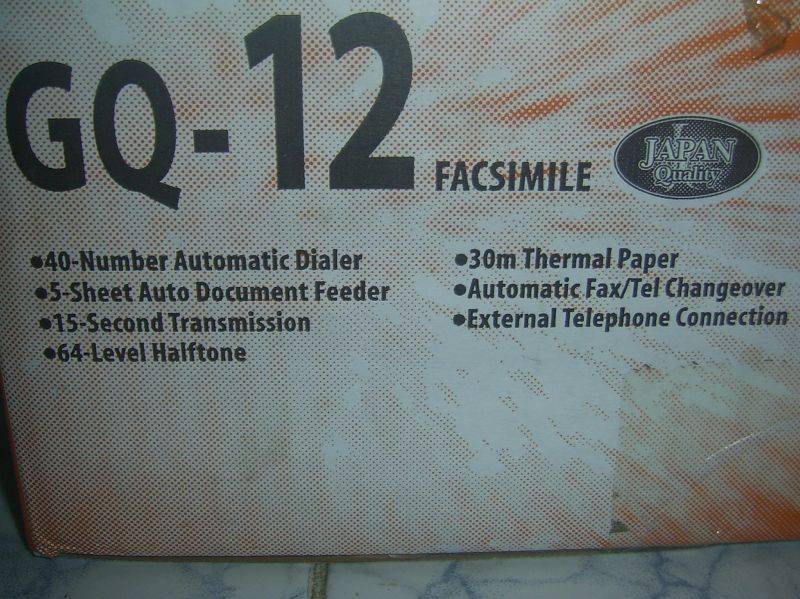 GQ-12 FACSIMILE
JAPAN
Quality
•40-Number Automatic Dialer
•5-Sheet Auto Document Feeder
•15-Second Transmission
•64-Level Halftone
•30m Thermal Paper
•Automatic Fax/Tel Changeover
•External Telephone Connection